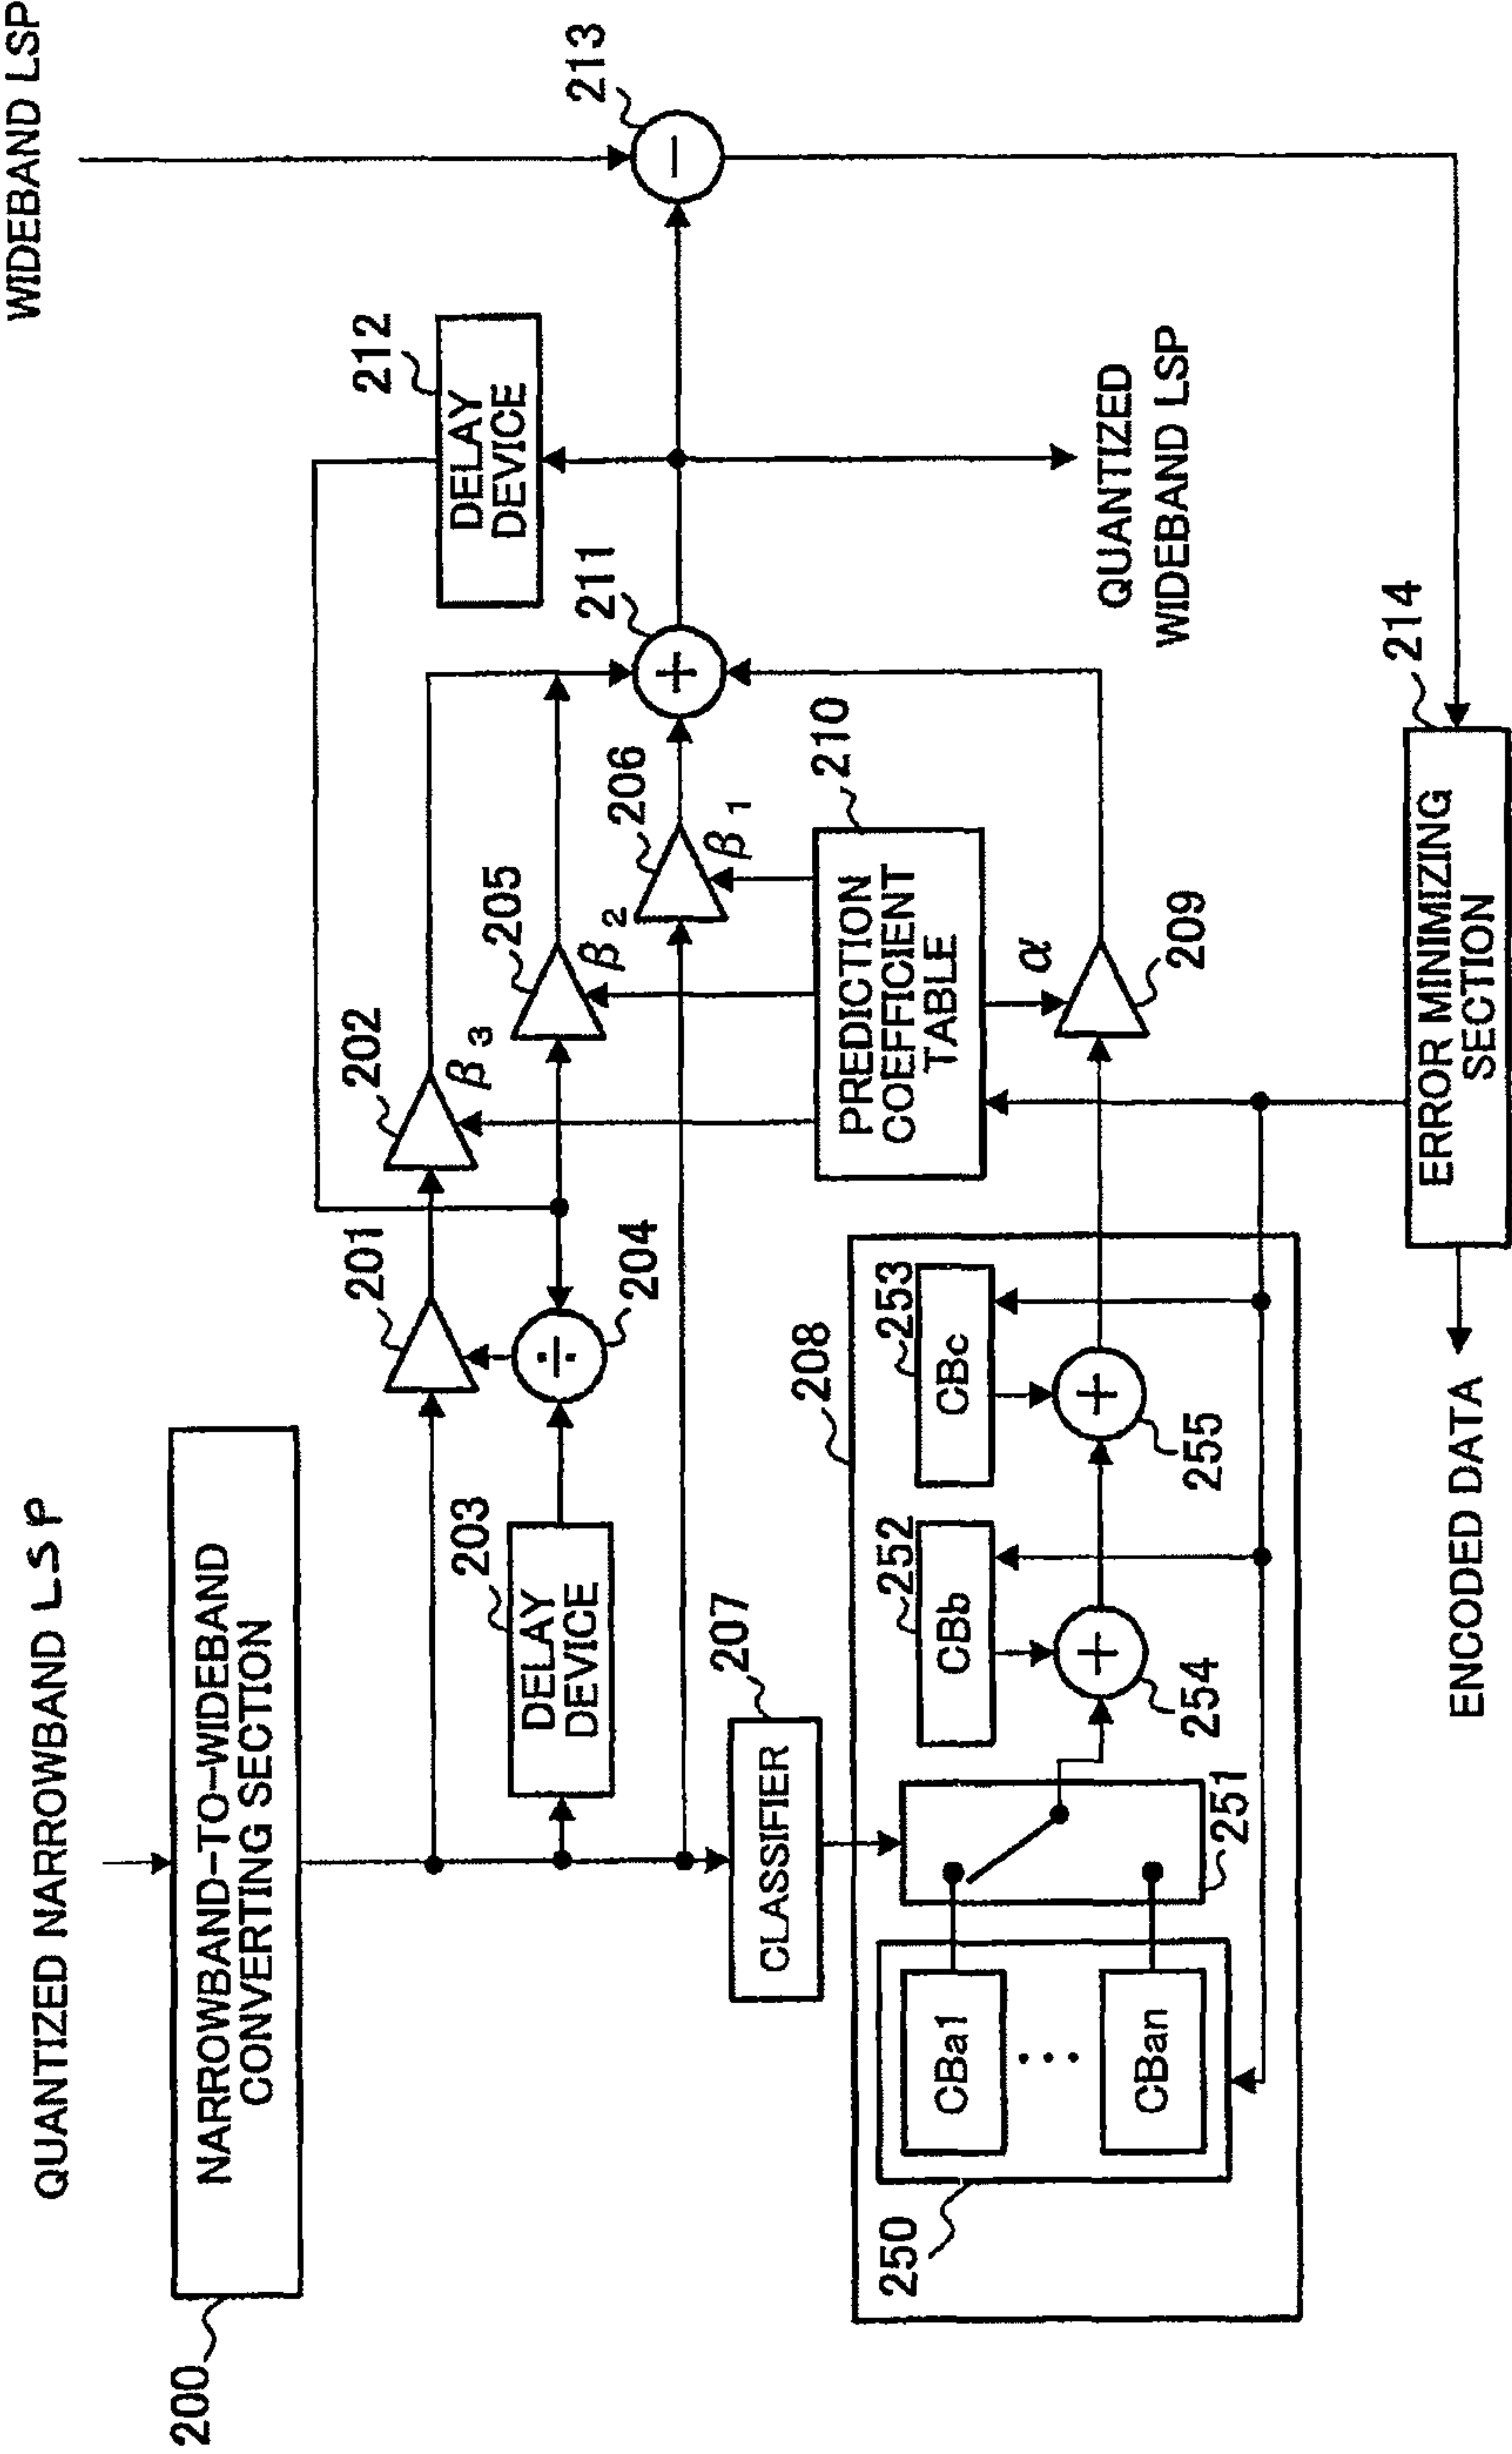 QUANTIZED NARROWBAND LSP
WIDEBAND LSP
200
NARROWBAND-TO-WIDEBAND
CONVERTING SECTION
201
202
β3
212
DELAY
DEVICE
203
DELAY
DEVICE
÷
204
205
β2
206
β1
211
+
213
−
207
CLASSIFIER
210
PREDICTION
COEFFICIENT
TABLE
α
209
QUANTIZED
WIDEBAND LSP
208
250
CBa1
...
CBan
251
252
CBb
+
254
253
CBc
+
255
214
ERROR MINIMIZING
SECTION
ENCODED DATA